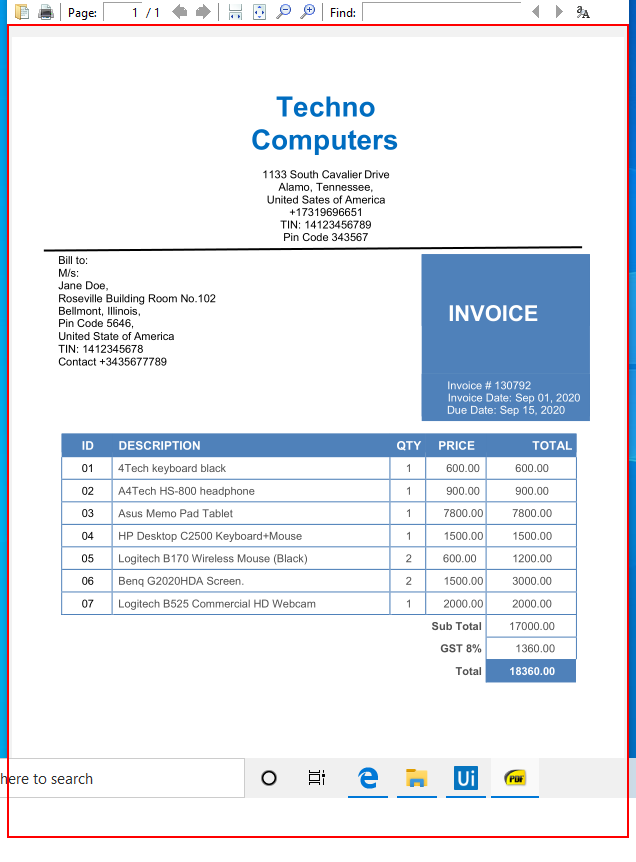 Page: 1 / 1 Find:
Techno
Computers
1133 South Cavalier Drive
Alamo, Tennessee,
United Sates of America
+17319696651
TIN: 14123456789
Pin Code 343567
Bill to:
M/s:
Jane Doe,
Roseville Building Room No.102
Bellmont, Illinois,
Pin Code 5646,
United State of America
TIN: 1412345678
Contact +3435677789
INVOICE
Invoice # 130792
Invoice Date: Sep 01, 2020
Due Date: Sep 15, 2020
ID DESCRIPTION QTY PRICE TOTAL
01 4Tech keyboard black 1 600.00 600.00
02 A4Tech HS-800 headphone 1 900.00 900.00
03 Asus Memo Pad Tablet 1 7800.00 7800.00
04 HP Desktop C2500 Keyboard+Mouse 1 1500.00 1500.00
05 Logitech B170 Wireless Mouse (Black) 2 600.00 1200.00
06 Benq G2020HDA Screen. 2 1500.00 3000.00
07 Logitech B525 Commercial HD Webcam 1 2000.00 2000.00
Sub Total 17000.00
GST 8% 1360.00
Total 18360.00
here to search
Ui PDF